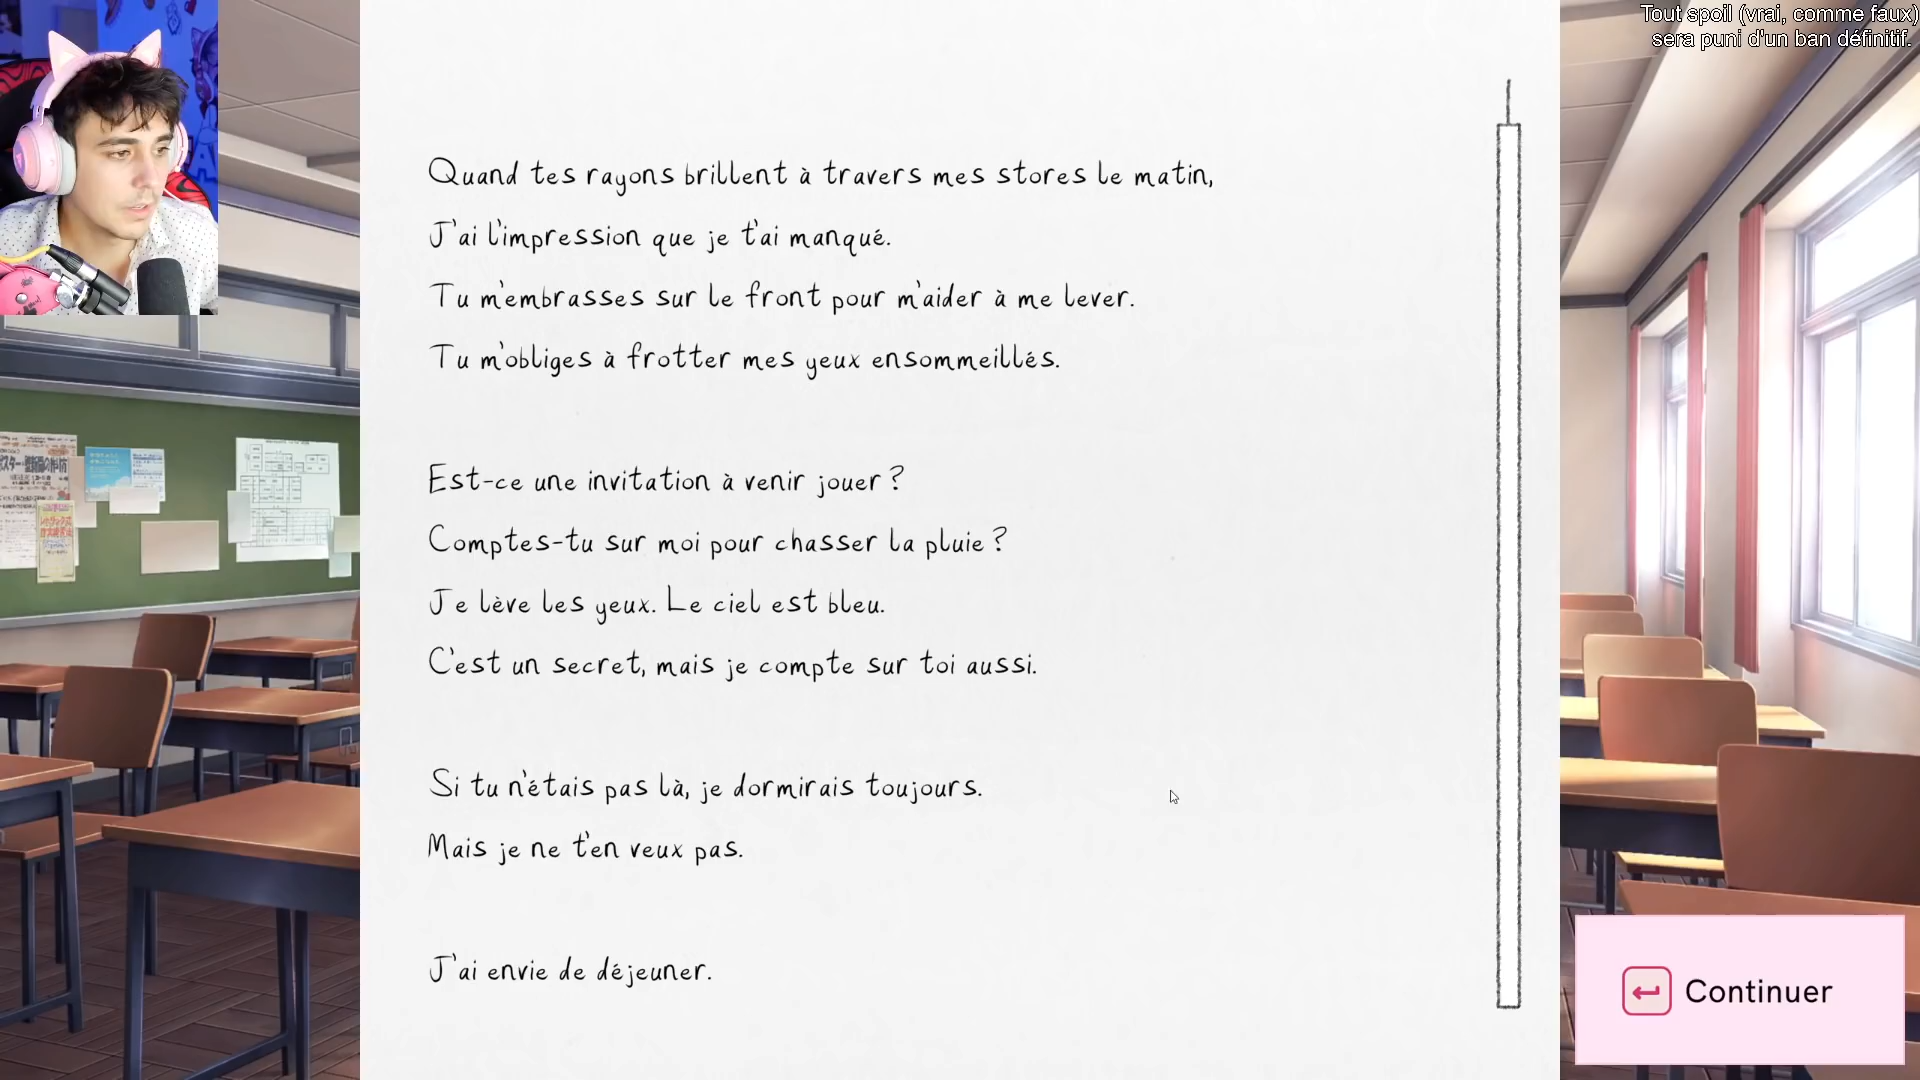 Tout spoil (vrai, comme faux)
sera puni d'un ban définitif.
Quand tes rayons brillent à travers mes stores le matin,
J'ai l'impression que je t'ai manqué.
Tu m'embrasses sur le front pour m'aider à me lever.
Tu m'obliges à frotter mes yeux ensommeillés.
Est-ce une invitation à venir jouer ?
Comptes-tu sur moi pour chasser la pluie ?
Je lève les yeux. Le ciel est bleu.
C'est un secret, mais je compte sur toi aussi.
Si tu n'étais pas là, je dormirais toujours.
Mais je ne t'en veux pas.
J'ai envie de déjeuner.
Continuer